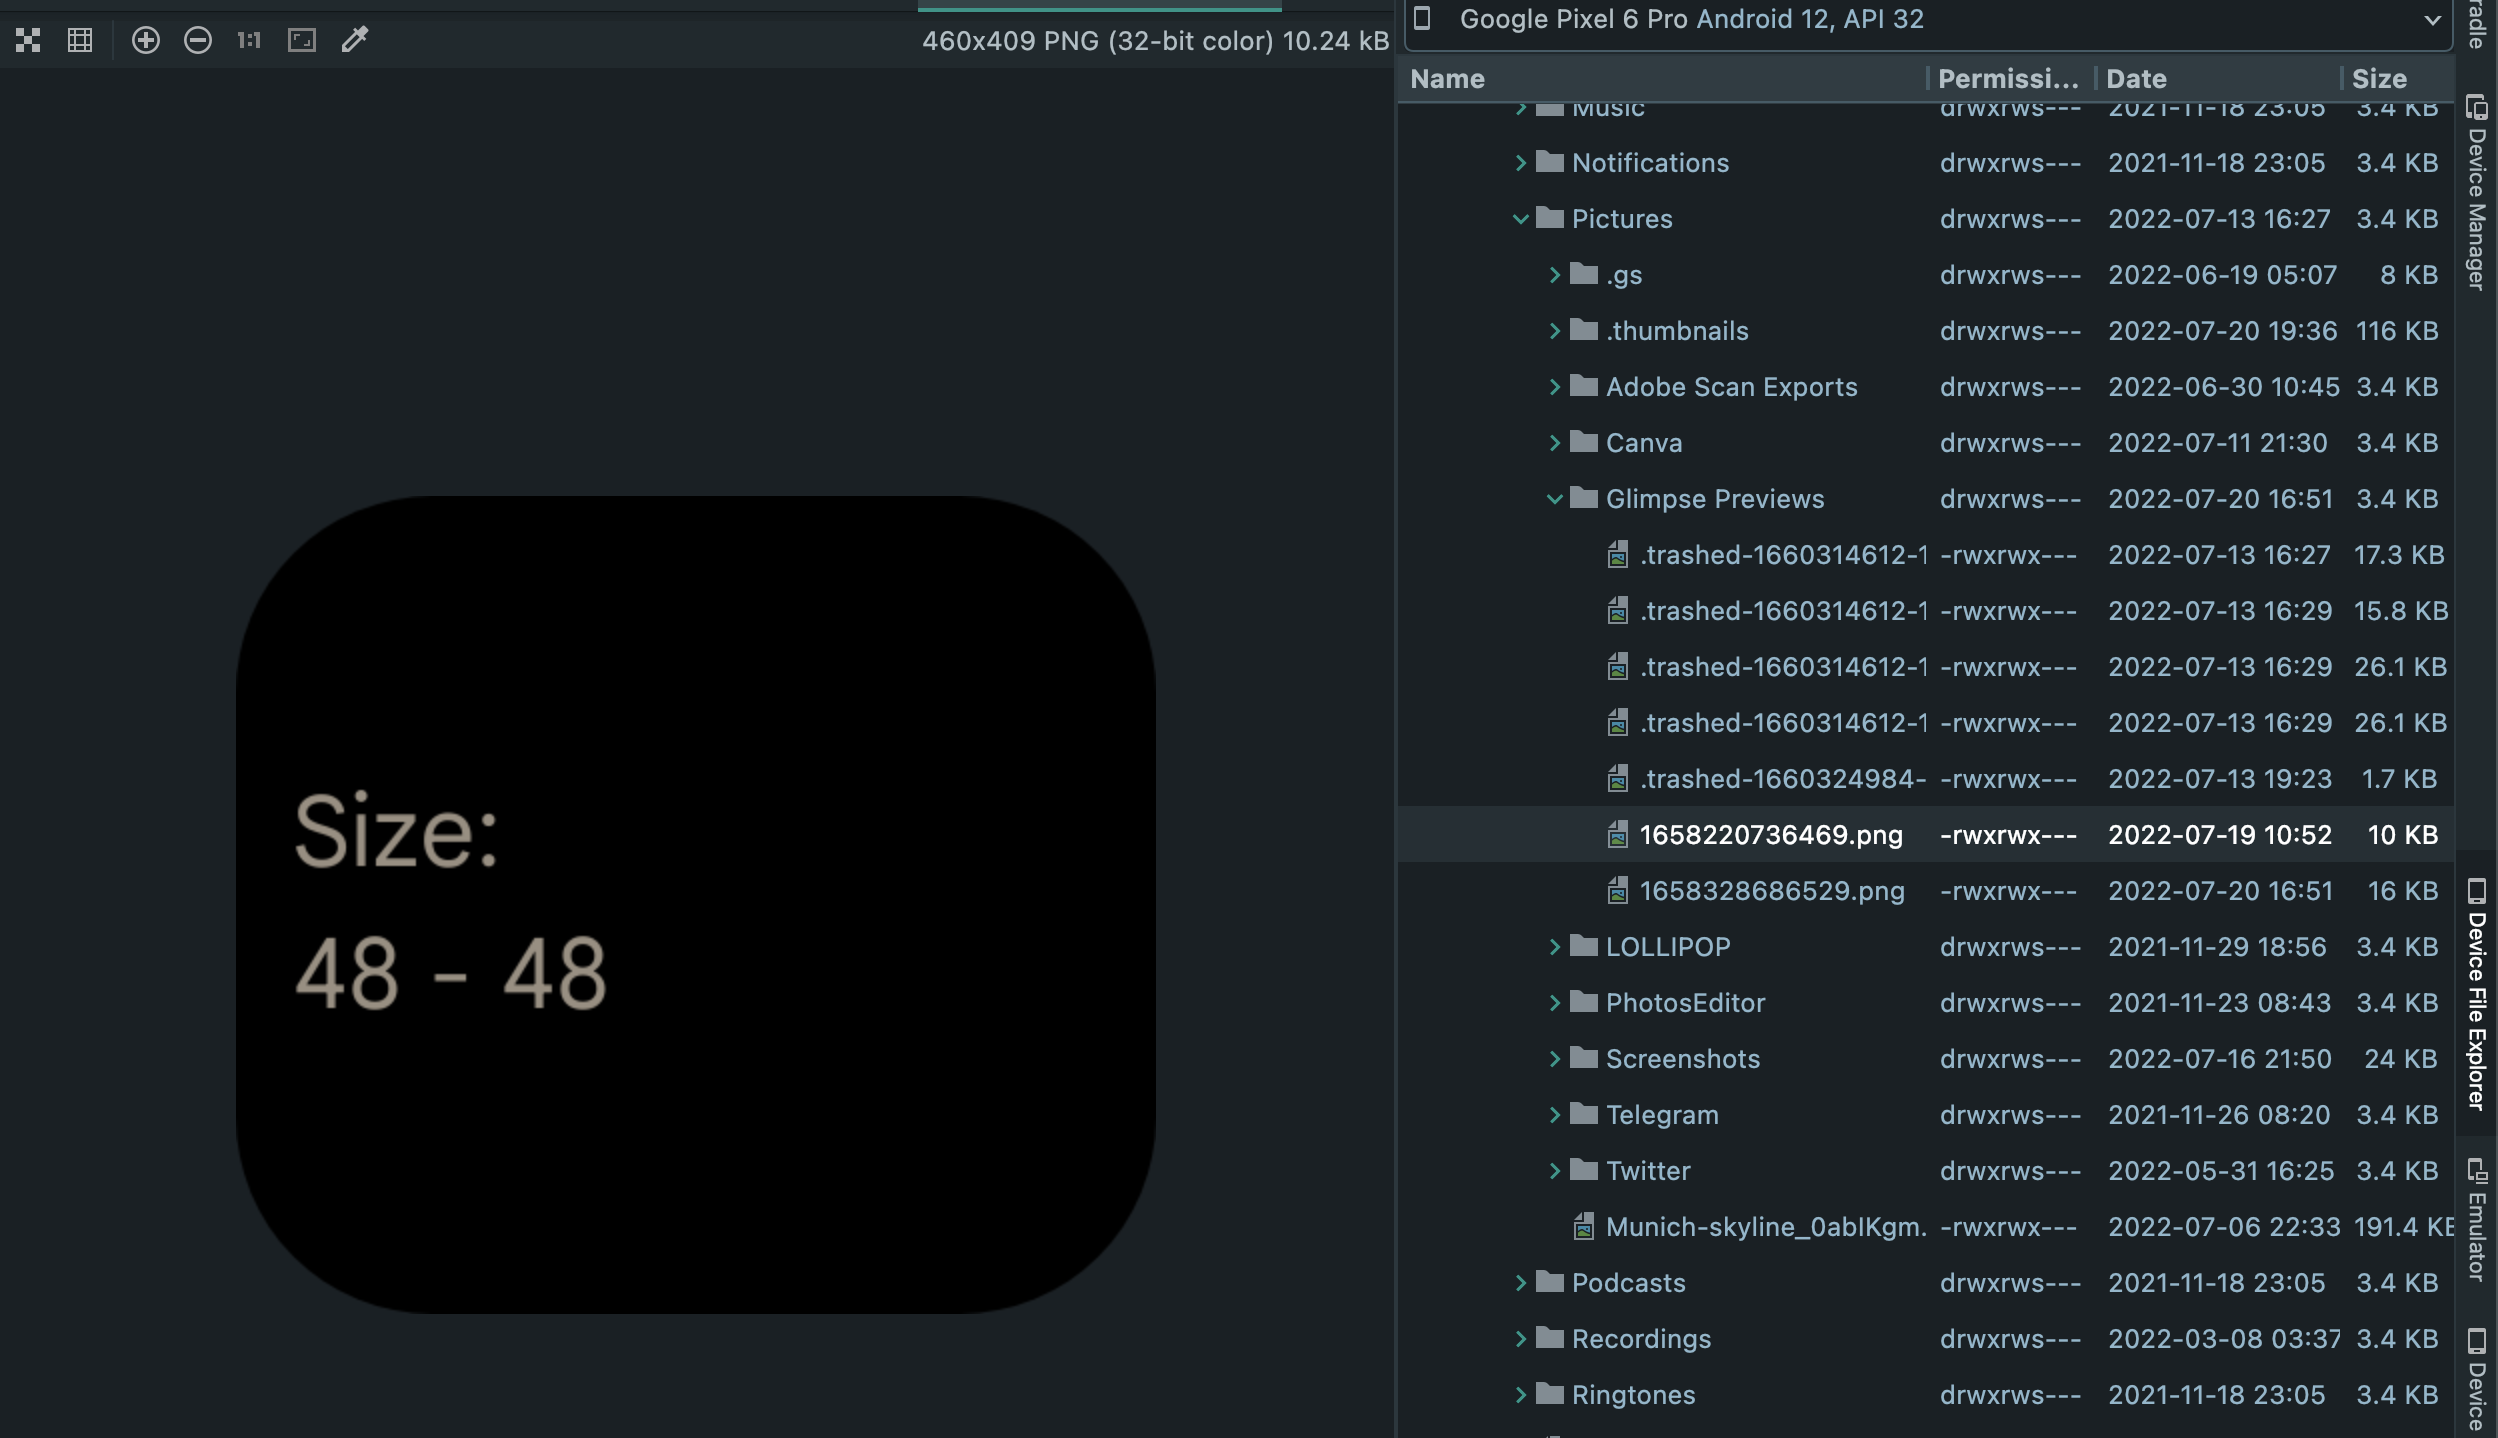 1:1
460x409 PNG (32-bit color) 10.24 kB
Google Pixel 6 Pro Android 12, API 32
Name Permissi... Date Size
Music drwxrws--- 2021-11-18 23:05 3.4 KB
Notifications drwxrws--- 2021-11-18 23:05 3.4 KB
Pictures drwxrws--- 2022-07-13 16:27 3.4 KB
.gs drwxrws--- 2022-06-19 05:07 8 KB
.thumbnails drwxrws--- 2022-07-20 19:36 116 KB
Adobe Scan Exports drwxrws--- 2022-06-30 10:45 3.4 KB
Canva drwxrws--- 2022-07-11 21:30 3.4 KB
Glimpse Previews drwxrws--- 2022-07-20 16:51 3.4 KB
.trashed-1660314612-1 -rwxrwx--- 2022-07-13 16:27 17.3 KB
.trashed-1660314612-1 -rwxrwx--- 2022-07-13 16:29 15.8 KB
.trashed-1660314612-1 -rwxrwx--- 2022-07-13 16:29 26.1 KB
.trashed-1660314612-1 -rwxrwx--- 2022-07-13 16:29 26.1 KB
.trashed-1660324984- -rwxrwx--- 2022-07-13 19:23 1.7 KB
1658220736469.png -rwxrwx--- 2022-07-19 10:52 10 KB
1658328686529.png -rwxrwx--- 2022-07-20 16:51 16 KB
LOLLIPOP drwxrws--- 2021-11-29 18:56 3.4 KB
PhotosEditor drwxrws--- 2021-11-23 08:43 3.4 KB
Screenshots drwxrws--- 2022-07-16 21:50 24 KB
Telegram drwxrws--- 2021-11-26 08:20 3.4 KB
Twitter drwxrws--- 2022-05-31 16:25 3.4 KB
Munich-skyline_0abIKgm. -rwxrwx--- 2022-07-06 22:33 191.4 KB
Podcasts drwxrws--- 2021-11-18 23:05 3.4 KB
Recordings drwxrws--- 2022-03-08 03:37 3.4 KB
Ringtones drwxrws--- 2021-11-18 23:05 3.4 KB
Size:
48 - 48
radle
Device Manager
Device File Explorer
Emulator
Device